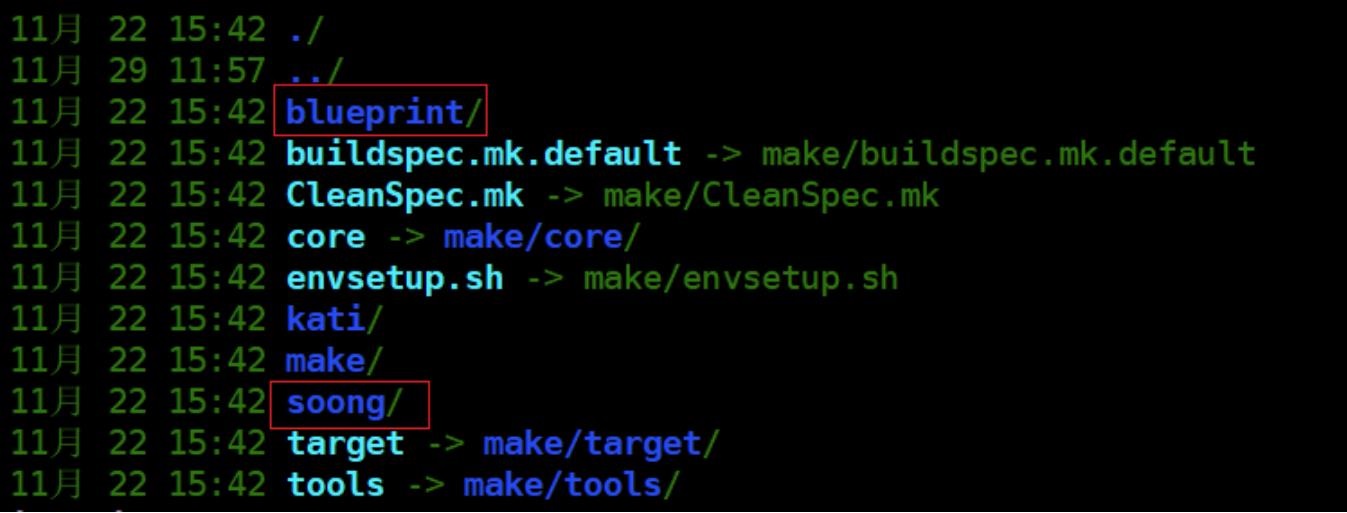 11月 22 15:42 ./
11月 29 11:57 ../
11月 22 15:42 blueprint/
11月 22 15:42 buildspec.mk.default -> make/buildspec.mk.default
11月 22 15:42 CleanSpec.mk -> make/CleanSpec.mk
11月 22 15:42 core -> make/core/
11月 22 15:42 envsetup.sh -> make/envsetup.sh
11月 22 15:42 kati/
11月 22 15:42 make/
11月 22 15:42 soong/
11月 22 15:42 target -> make/target/
11月 22 15:42 tools -> make/tools/